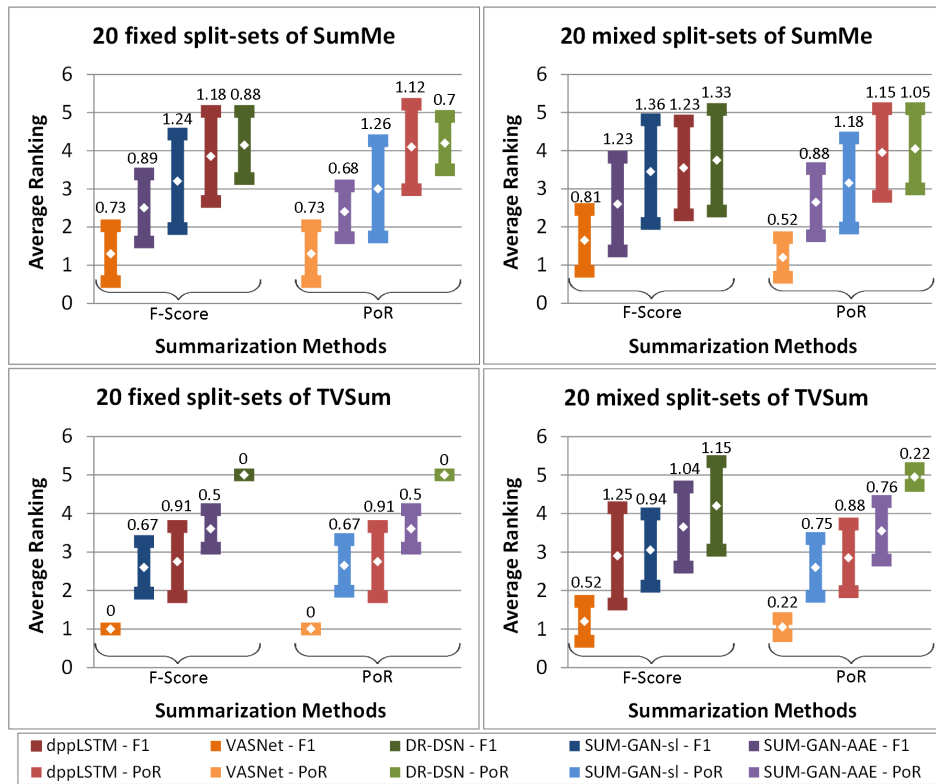 20 fixed split-sets of SumMe
Average Ranking
6
5
4
3
2
1
0
0.73
0.89
1.24
1.18
0.88
0.73
0.68
1.26
1.12
0.7
F-Score
PoR
Summarization Methods
20 mixed split-sets of SumMe
Average Ranking
6
5
4
3
2
1
0
0.81
1.23
1.36
1.23
1.33
0.52
0.88
1.18
1.15
1.05
F-Score
PoR
Summarization Methods
20 fixed split-sets of TVSum
Average Ranking
6
5
4
3
2
1
0
0
0.67
0.91
0.5
0
0
0.67
0.91
0.5
0
F-Score
PoR
Summarization Methods
20 mixed split-sets of TVSum
Average Ranking
6
5
4
3
2
1
0
0.52
1.25
0.94
1.04
1.15
0.22
0.75
0.88
0.76
0.22
F-Score
PoR
Summarization Methods
dppLSTM - F1
VASNet - F1
DR-DSN - F1
SUM-GAN-sl - F1
SUM-GAN-AAE - F1
dppLSTM - PoR
VASNet - PoR
DR-DSN - PoR
SUM-GAN-sl - PoR
SUM-GAN-AAE - PoR